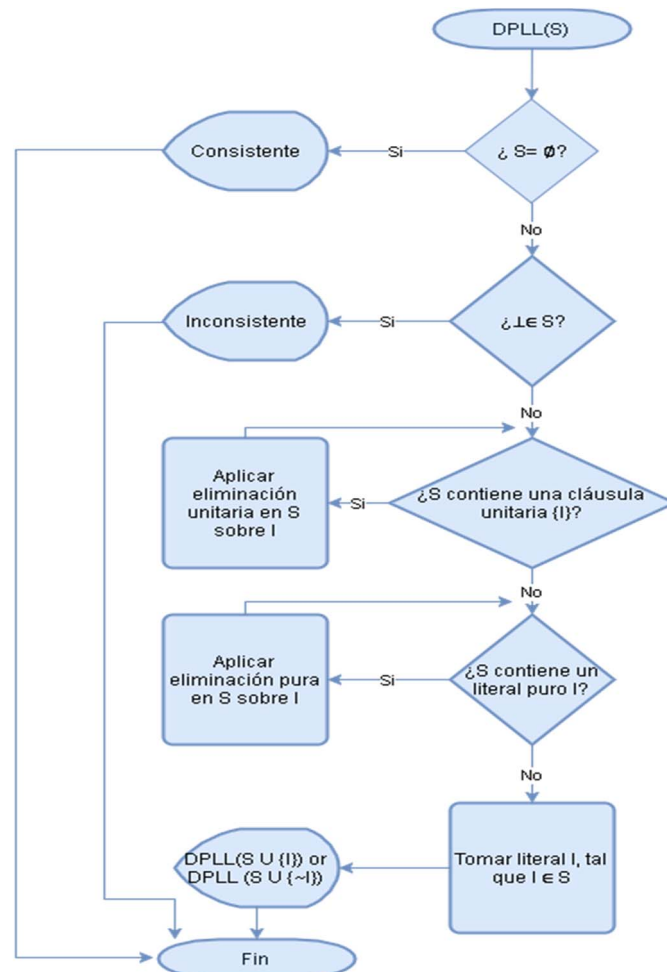 DPLL(S)
Consistente
Si
¿ S= ∅?
No
Inconsistente
Si
¿⊥∈ S?
No
Aplicar
eliminación
unitaria en S
sobre l
Si
¿S contiene una cláusula
unitaria {l}?
No
Aplicar
eliminación pura
en S sobre l
Si
¿S contiene un
literal puro l?
No
DPLL(S U {l}) or
DPLL (S U {~l})
Tomar literal l, tal
que l ∈ S
Fin